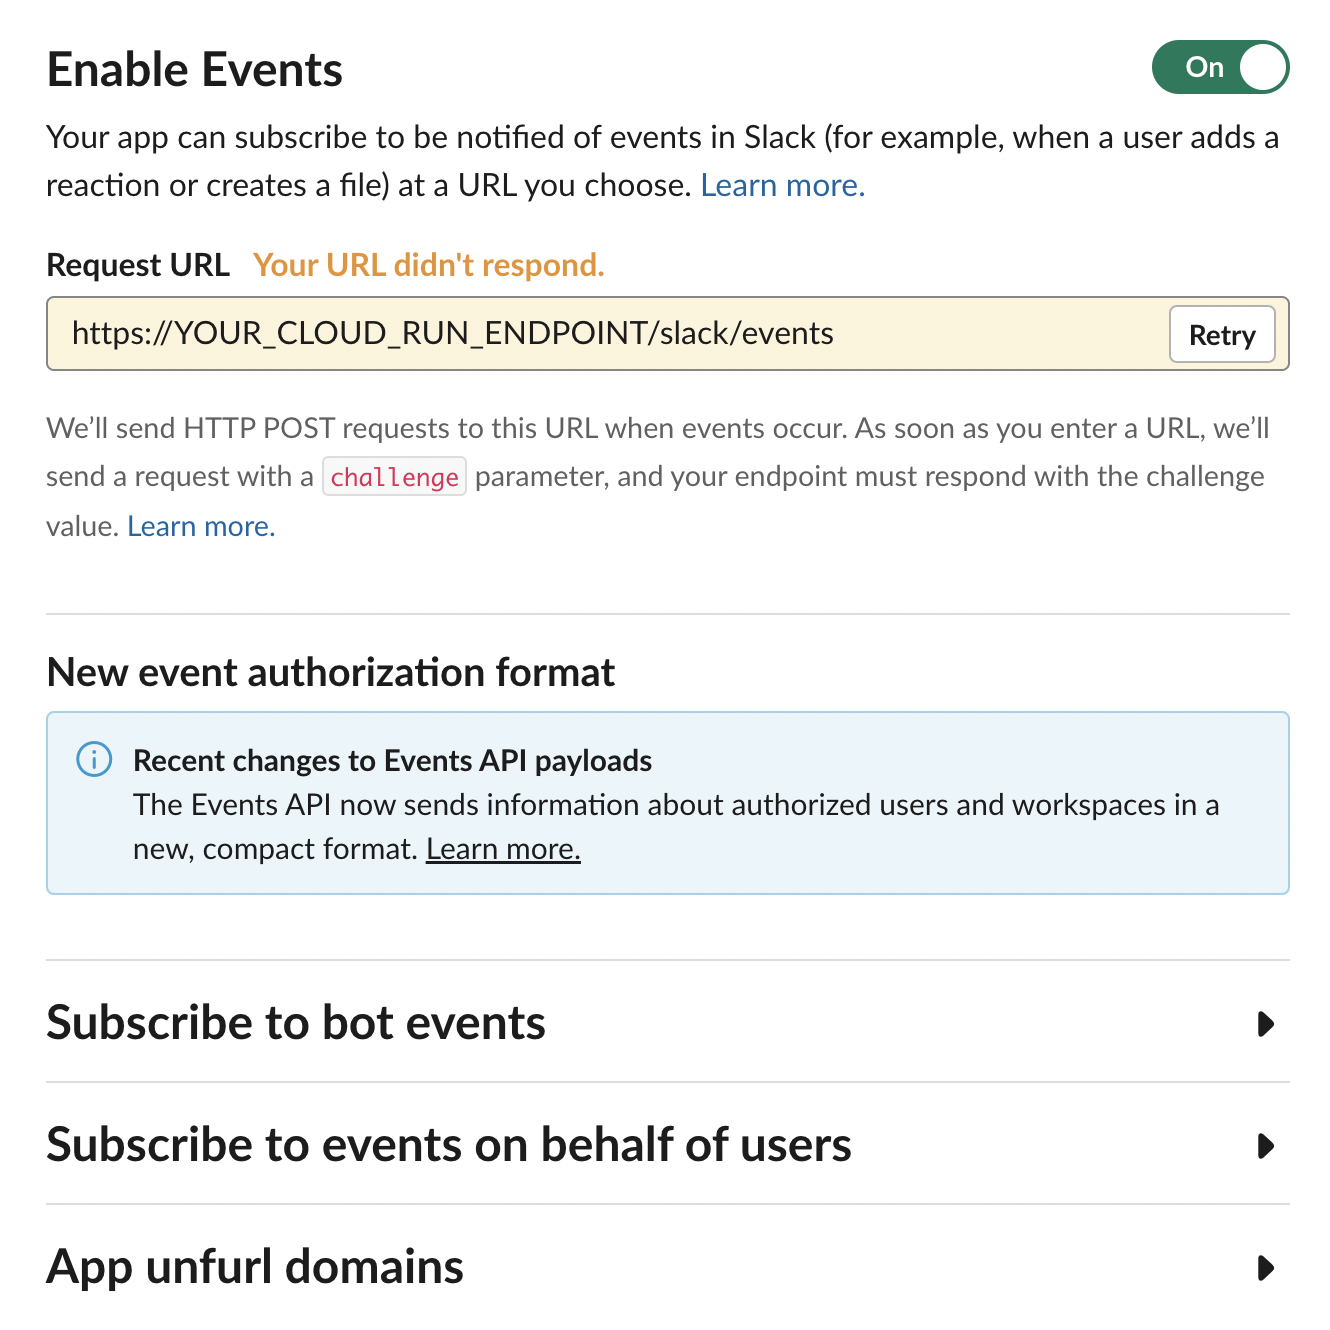 Enable Events
On
Your app can subscribe to be notified of events in Slack (for example, when a user adds a
reaction or creates a file) at a URL you choose. Learn more.
Request URL Your URL didn't respond.
https://YOUR_CLOUD_RUN_ENDPOINT/slack/events
Retry
We’ll send HTTP POST requests to this URL when events occur. As soon as you enter a URL, we’ll
send a request with a challenge parameter, and your endpoint must respond with the challenge
value. Learn more.
New event authorization format
Recent changes to Events API payloads
The Events API now sends information about authorized users and workspaces in a
new, compact format. Learn more.
Subscribe to bot events
Subscribe to events on behalf of users
App unfurl domains